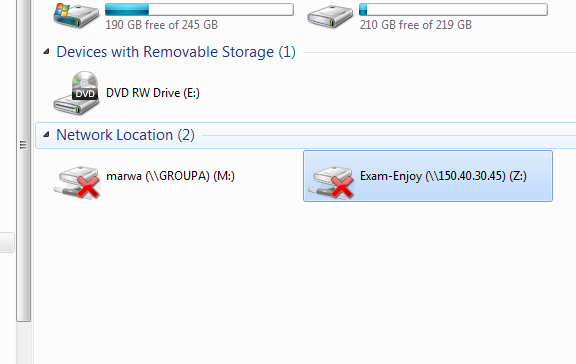 190 GB free of 245 GB
210 GB free of 219 GB
Devices with Removable Storage (1)
DVD
DVD RW Drive (E:)
Network Location (2)
marwa (\\GROUPA) (M:)
Exam-Enjoy (\\150.40.30.45) (Z:)